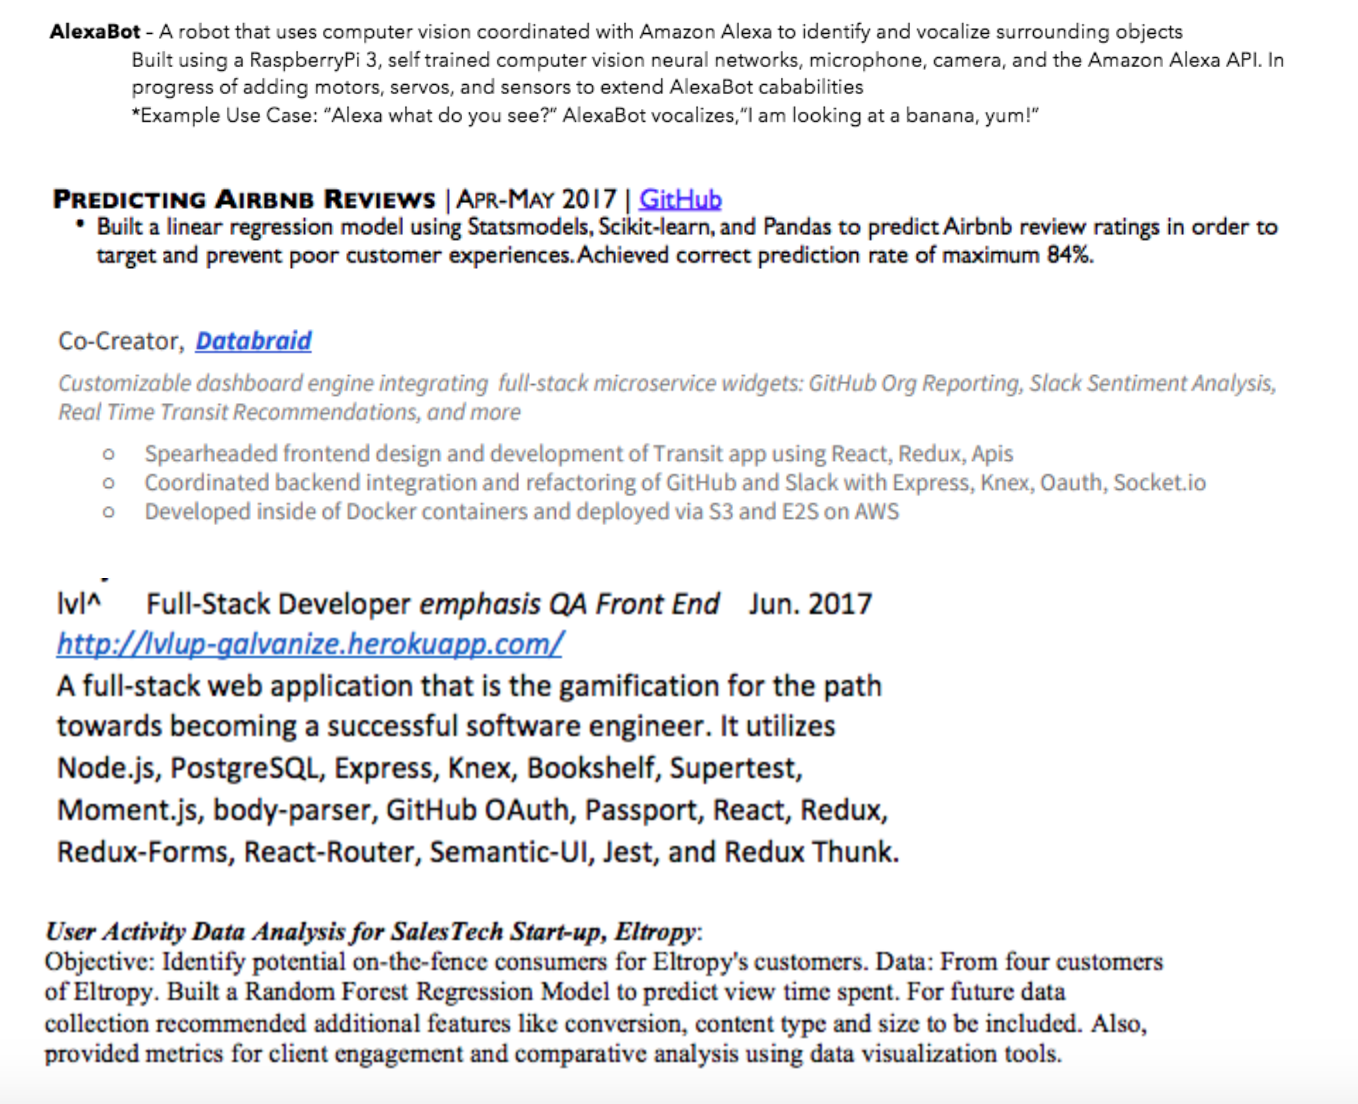 AlexaBot - A robot that uses computer vision coordinated with Amazon Alexa to identify and vocalize surrounding objects
Built using a RaspberryPi 3, self trained computer vision neural networks, microphone, camera, and the Amazon Alexa API. In
progress of adding motors, servos, and sensors to extend AlexaBot cababilities
*Example Use Case: "Alexa what do you see?" AlexaBot vocalizes,"I am looking at a banana, yum!"
PREDICTING AIRBNB REVIEWS | APR-MAY 2017 | GitHub
• Built a linear regression model using Statsmodels, Scikit-learn, and Pandas to predict Airbnb review ratings in order to
target and prevent poor customer experiences. Achieved correct prediction rate of maximum 84%.
Co-Creator, Databraid
Customizable dashboard engine integrating full-stack microservice widgets: GitHub Org Reporting, Slack Sentiment Analysis,
Real Time Transit Recommendations, and more
○ Spearheaded frontend design and development of Transit app using React, Redux, Apis
○ Coordinated backend integration and refactoring of GitHub and Slack with Express, Knex, Oauth, Socket.io
○ Developed inside of Docker containers and deployed via S3 and E2S on AWS
lvl^ Full-Stack Developer emphasis QA Front End Jun. 2017
http://lvlup-galvanize.herokuapp.com/
A full-stack web application that is the gamification for the path
towards becoming a successful software engineer. It utilizes
Node.js, PostgreSQL, Express, Knex, Bookshelf, Supertest,
Moment.js, body-parser, GitHub OAuth, Passport, React, Redux,
Redux-Forms, React-Router, Semantic-UI, Jest, and Redux Thunk.
User Activity Data Analysis for SalesTech Start-up, Eltropy:
Objective: Identify potential on-the-fence consumers for Eltropy's customers. Data: From four customers
of Eltropy. Built a Random Forest Regression Model to predict view time spent. For future data
collection recommended additional features like conversion, content type and size to be included. Also,
provided metrics for client engagement and comparative analysis using data visualization tools.